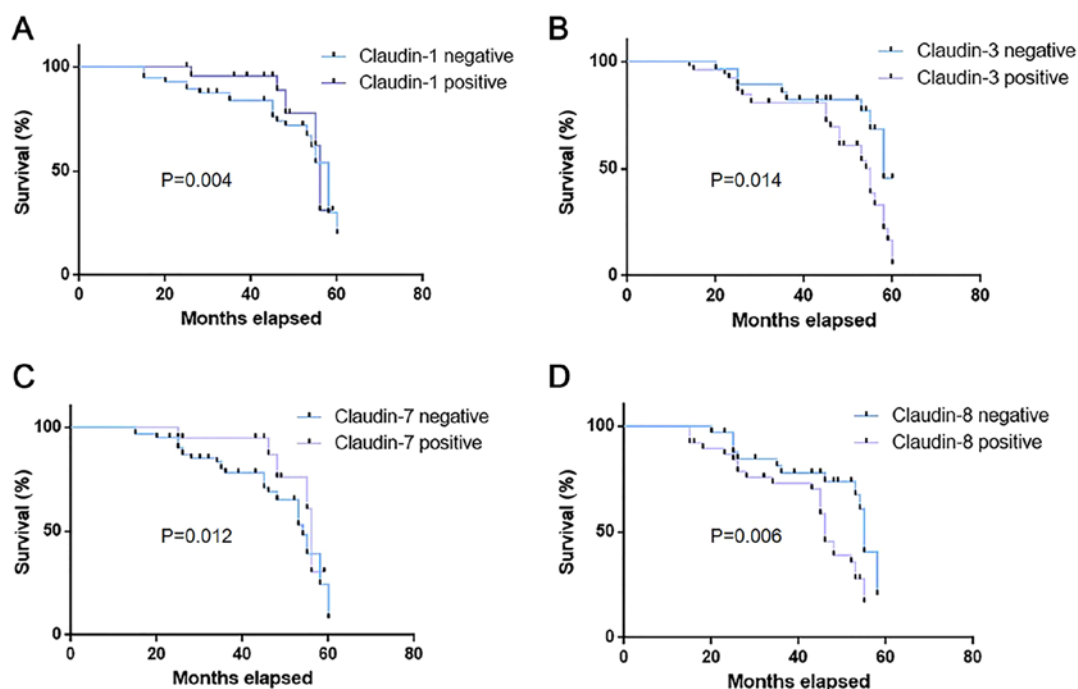 A
Claudin-1 negative
Claudin-1 positive
100
50
0
Survival (%)
P=0.004
0 20 40 60 80
Months elapsed
B
Claudin-3 negative
Claudin-3 positive
100
50
0
Survival (%)
P=0.014
0 20 40 60 80
Months elapsed
C
Claudin-7 negative
Claudin-7 positive
100
50
0
Survival (%)
P=0.012
0 20 40 60 80
Months elapsed
D
Claudin-8 negative
Claudin-8 positive
100
50
0
Survival (%)
P=0.006
0 20 40 60 80
Months elapsed